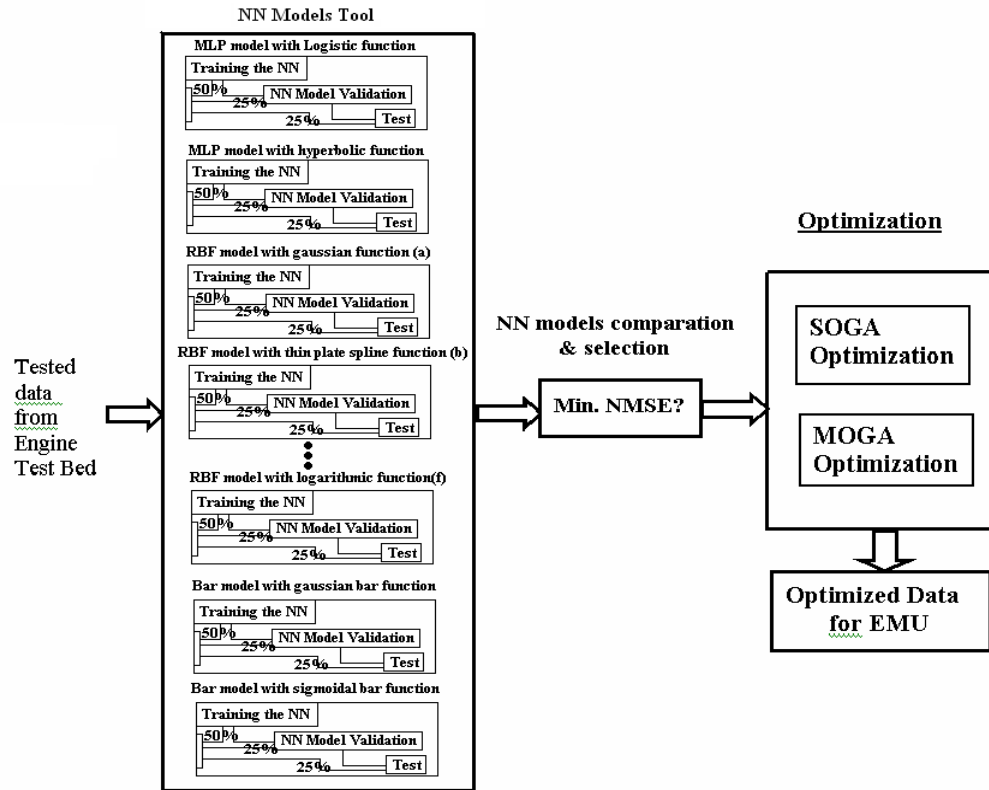 NN Models Tool
MLP model with Logistic function
Training the NN
50%
NN Model Validation
25%
25%
Test
MLP model with hyperbolic function
Training the NN
50%
NN Model Validation
25%
25%
Test
RBF model with gaussian function (a)
Training the NN
50%
NN Model Validation
25%
25%
Test
RBF model with thin plate spline function (b)
Training the NN
50%
NN Model Validation
25%
25%
Test
RBF model with logarithmic function(f)
Training the NN
50%
NN Model Validation
25%
25%
Test
Bar model with gaussian bar function
Training the NN
50%
NN Model Validation
25%
25%
Test
Bar model with sigmoidal bar function
Training the NN
50%
NN Model Validation
25%
25%
Test
Tested
data
from
Engine
Test Bed
NN models comparation
& selection
Min. NMSE?
Optimization
SOGA
Optimization
MOGA
Optimization
Optimized Data
for EMU